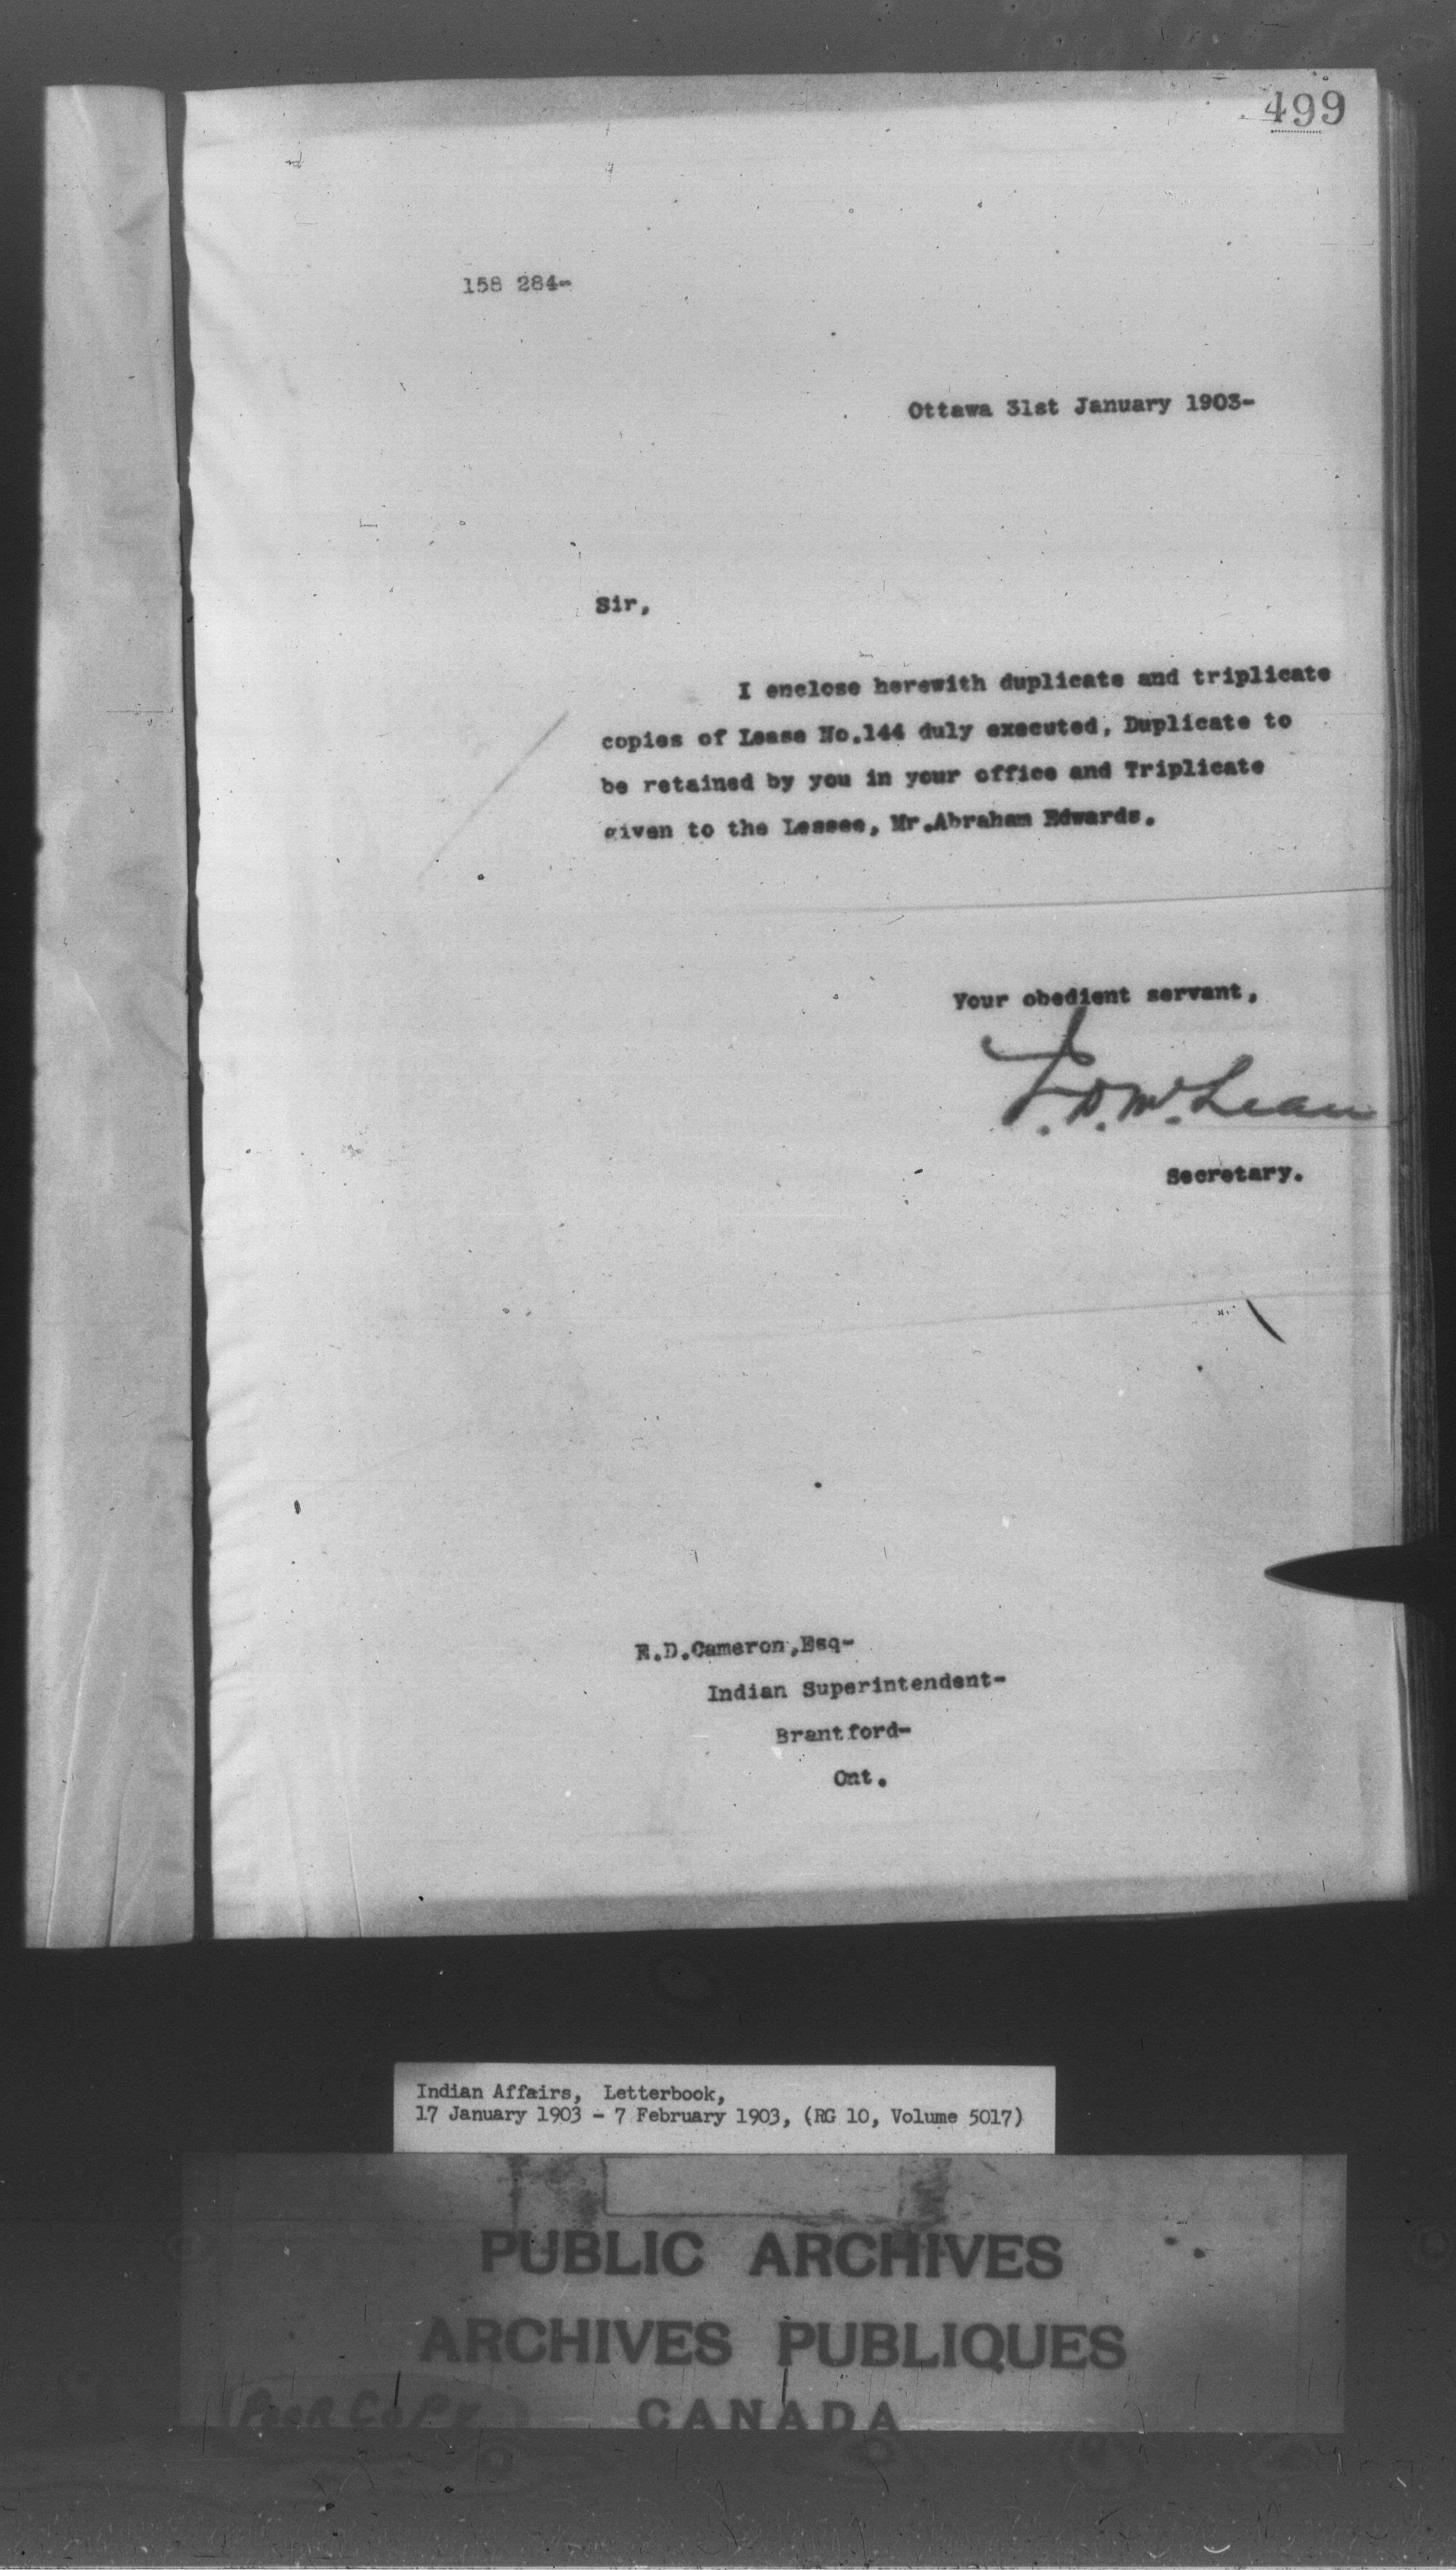 499
158 284-
Ottawa 31st January 1903-
Sir,
I enclose herewith duplicate and triplicate
copies of Lease No.144 duly executed, Duplicate to
be retained by you in your office and Triplicate
given to the Lessee, Mr.Abraham Edwards.
Your obedient servant,
J.D.McLean
Secretary.
E.D.Cameron,Esq-
Indian Superintendent-
Brantford-
Ont.
Indian Affairs, Letterbook,
17 January 1903 - 7 February 1903, (RG 10, Volume 5017)
PUBLIC ARCHIVES
ARCHIVES PUBLIQUES
CANADA
POOR COPY